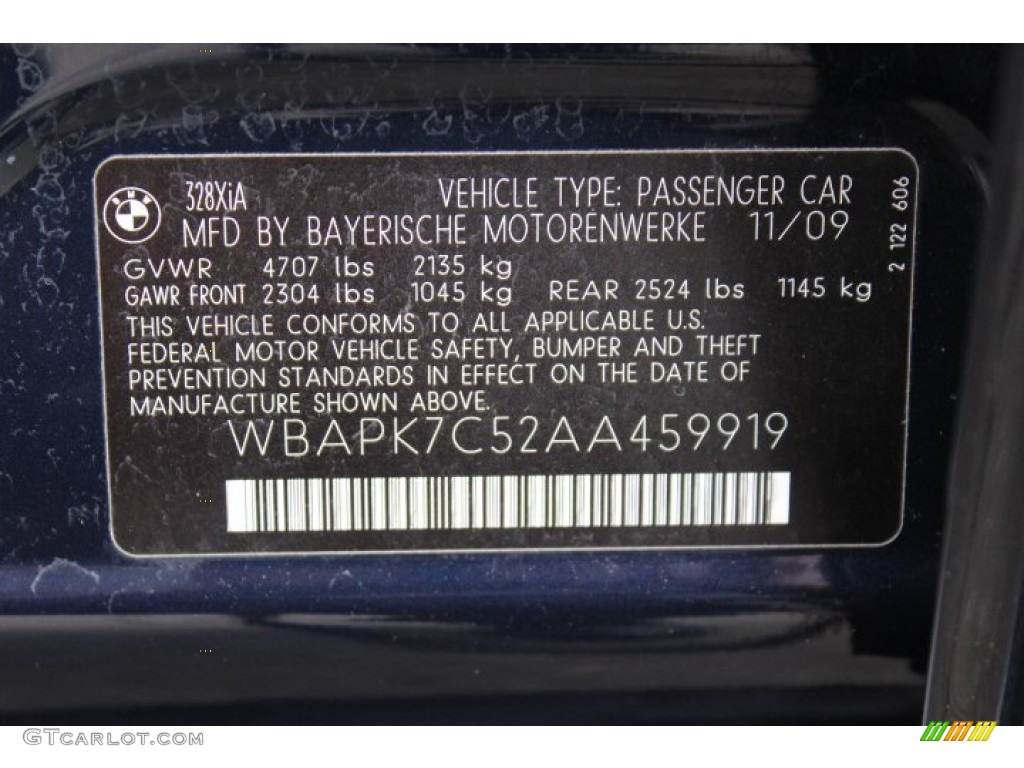 BMW
328XiA VEHICLE TYPE: PASSENGER CAR
MFD BY BAYERISCHE MOTORENWERKE 11/09
GVWR 4707 lbs 2135 kg
GAWR FRONT 2304 lbs 1045 kg REAR 2524 lbs 1145 kg
THIS VEHICLE CONFORMS TO ALL APPLICABLE U.S.
FEDERAL MOTOR VEHICLE SAFETY, BUMPER AND THEFT
PREVENTION STANDARDS IN EFFECT ON THE DATE OF
MANUFACTURE SHOWN ABOVE.
WBAPK7C52AA459919
2 122 606
GTCARLOT.COM